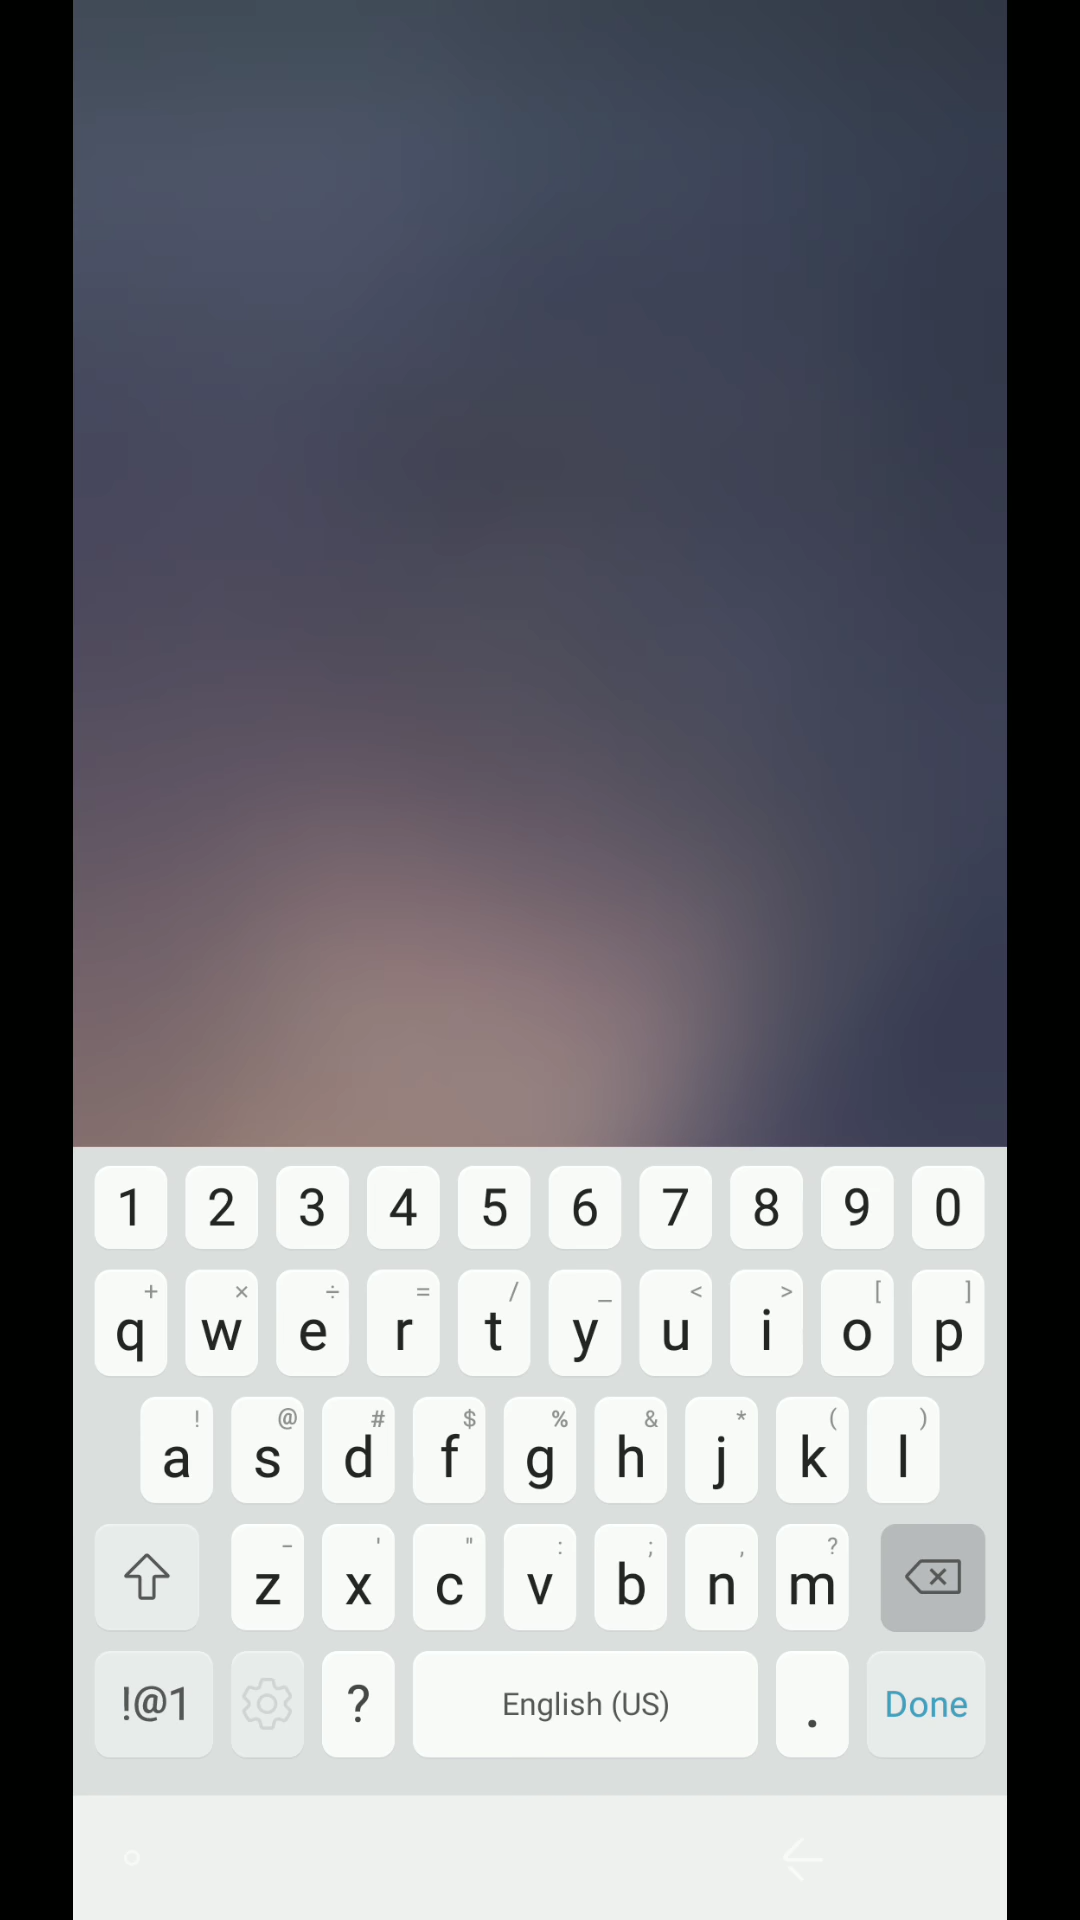 1 2 3 4 5 6 7 8 9 0
+ × ÷ = / _ < > [ ]
q w e r t y u i o p
! @ # $ % & * ( )
a s d f g h j k l
- ' " : ; , ?
z x c v b n m
!@1 ? English (US) . Done